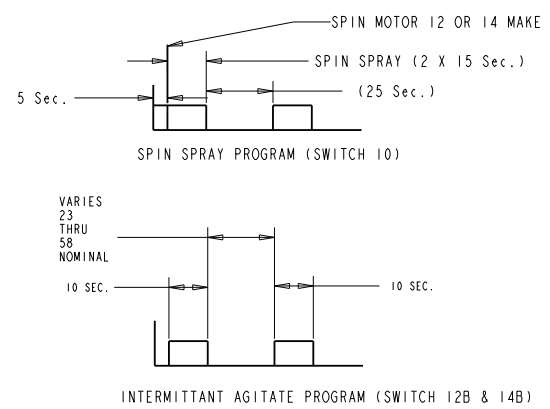 SPIN MOTOR 12 OR 14 MAKE
SPIN SPRAY (2 X 15 Sec.)
5 Sec.
(25 Sec.)
SPIN SPRAY PROGRAM (SWITCH 10)
VARIES
23
THRU
58
NOMINAL
10 SEC.
10 SEC.
INTERMITTANT AGITATE PROGRAM (SWITCH 12B & 14B)